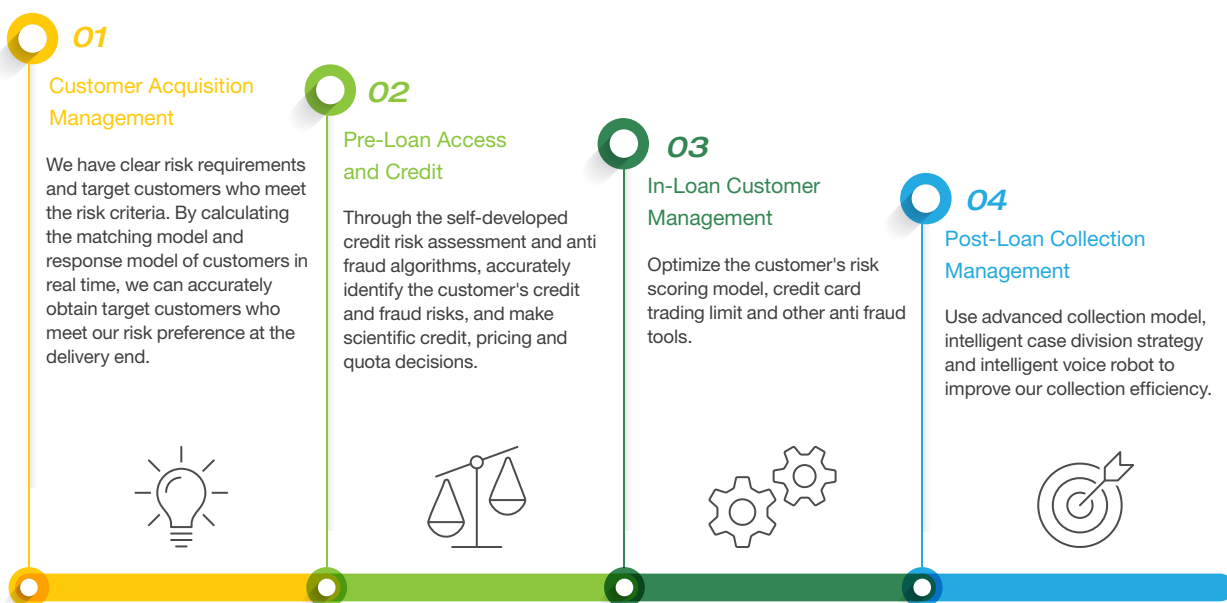 01
Customer Acquisition
Management
We have clear risk requirements
and target customers who meet
the risk criteria. By calculating
the matching model and
response model of customers in
real time, we can accurately
obtain target customers who
meet our risk preference at the
delivery end.
02
Pre-Loan Access
and Credit
Through the self-developed
credit risk assessment and anti
fraud algorithms, accurately
identify the customer's credit
and fraud risks, and make
scientific credit, pricing and
quota decisions.
03
In-Loan Customer
Management
Optimize the customer's risk
scoring model, credit card
trading limit and other anti fraud
tools.
04
Post-Loan Collection
Management
Use advanced collection model,
intelligent case division strategy
and intelligent voice robot to
improve our collection efficiency.